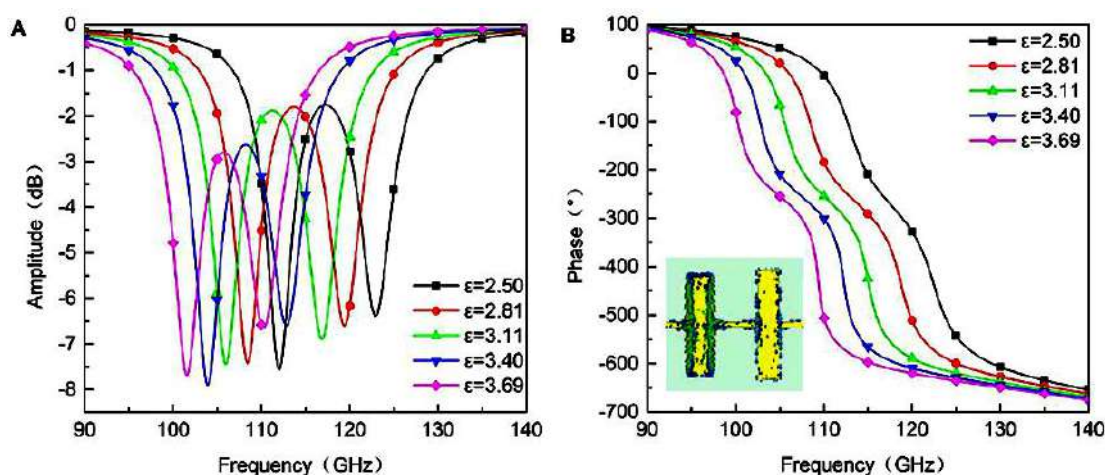 A
Amplitude (dB)
0
-1
-2
-3
-4
-5
-6
-7
-8
90 100 110 120 130 140
Frequency（GHz）
ε=2.50
ε=2.81
ε=3.11
ε=3.40
ε=3.69
B
Phase（°）
100
0
-100
-200
-300
-400
-500
-600
-700
90 100 110 120 130 140
Frequency（GHz）
ε=2.50
ε=2.81
ε=3.11
ε=3.40
ε=3.69